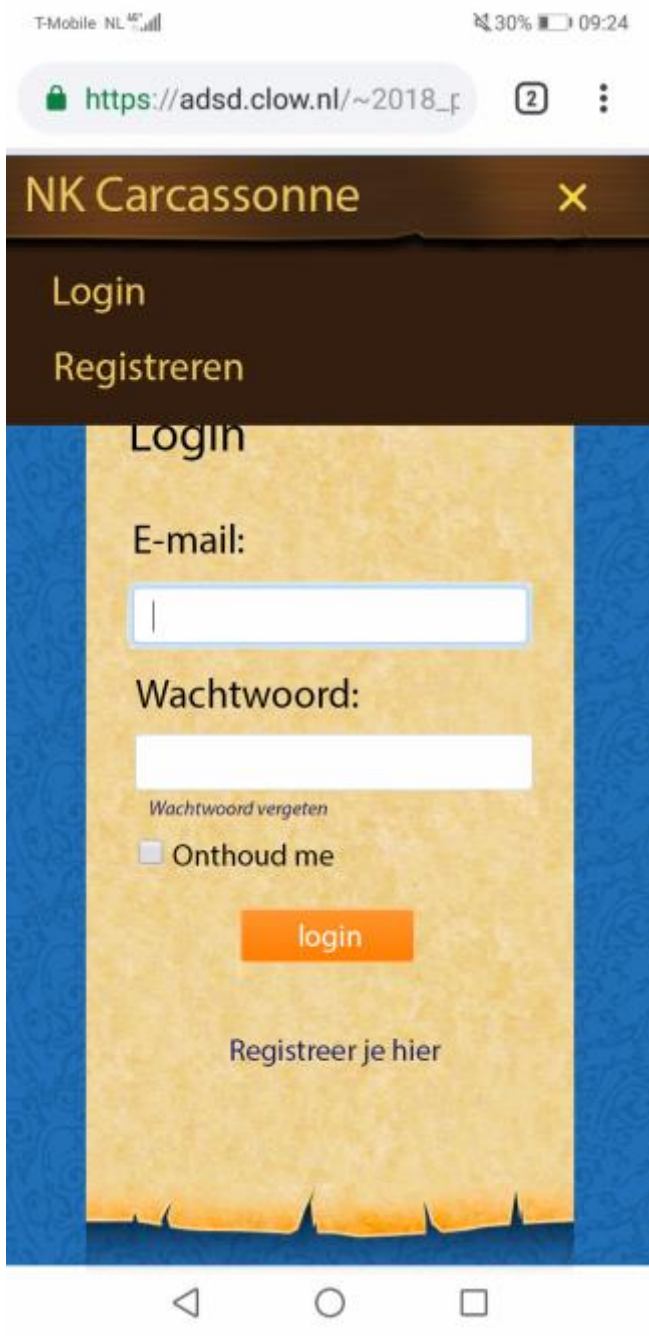 T-Mobile NL 30% 09:24
https://adsd.clow.nl/~2018_p 2
NK Carcassonne
Login
Registreren
Login
E-mail:
Wachtwoord:
Wachtwoord vergeten
Onthoud me
login
Registreer je hier